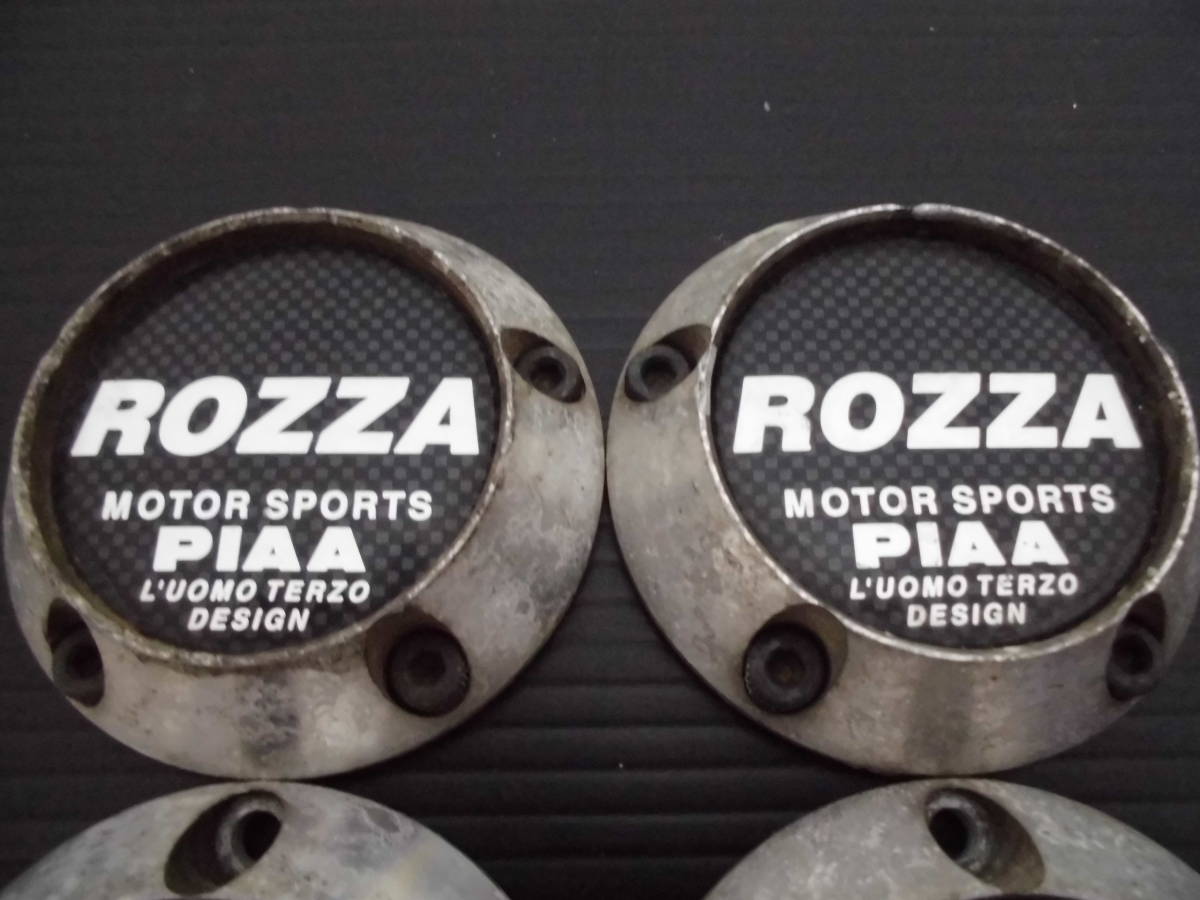 ROZZA
MOTOR SPORTS
PIAA
L'UOMO TERZO
DESIGN
ROZZA
MOTOR SPORTS
PIAA
L'UOMO TERZO
DESIGN